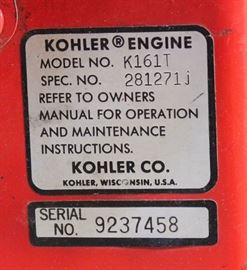 KOHLER® ENGINE
MODEL NO. K161T
SPEC. NO. 281271j
REFER TO OWNERS
MANUAL FOR OPERATION
AND MAINTENANCE
INSTRUCTIONS.
KOHLER CO.
KOHLER, WISCONSIN, U.S.A.
SERIAL
NO. 9237458